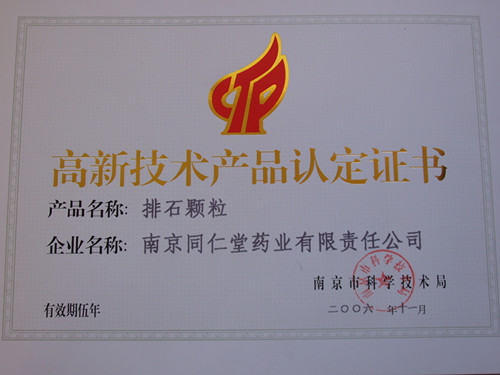 高新技术产品认定证书
产品名称: 排石颗粒
企业名称: 南京同仁堂药业有限责任公司
南京市科学技术局
有效期伍年
二〇〇六年十一月